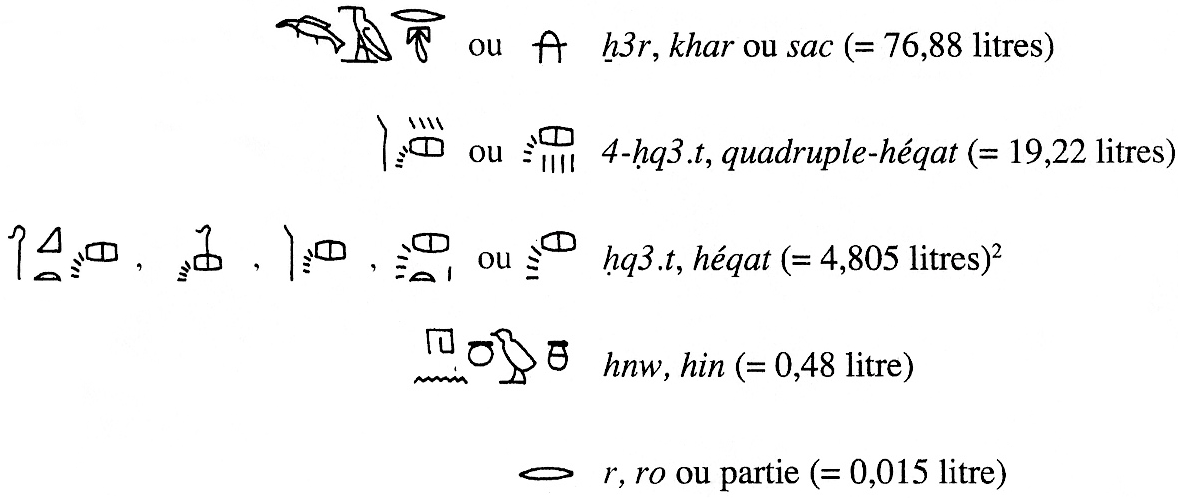 ou ẖ3r, khar ou sac (= 76,88 litres)
ou 4-ḥq3.t, quadruple-héqat (= 19,22 litres)
, , , ou ḥq3.t, héqat (= 4,805 litres)²
hnw, hin (= 0,48 litre)
r, ro ou partie (= 0,015 litre)